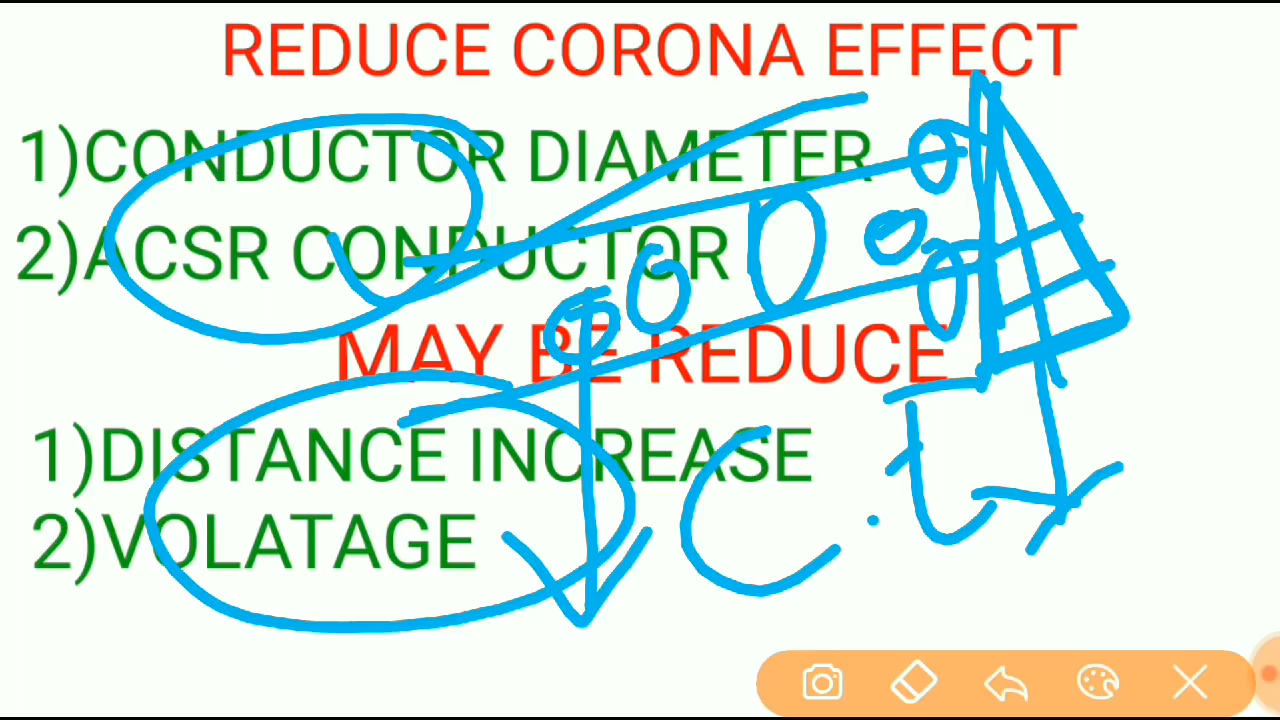 REDUCE CORONA EFFECT
1)CONDUCTOR DIAMETER
2)ACSR CONDUCTOR
MAY BE REDUCE
1)DISTANCE INCREASE
2)VOLATAGE
C.t